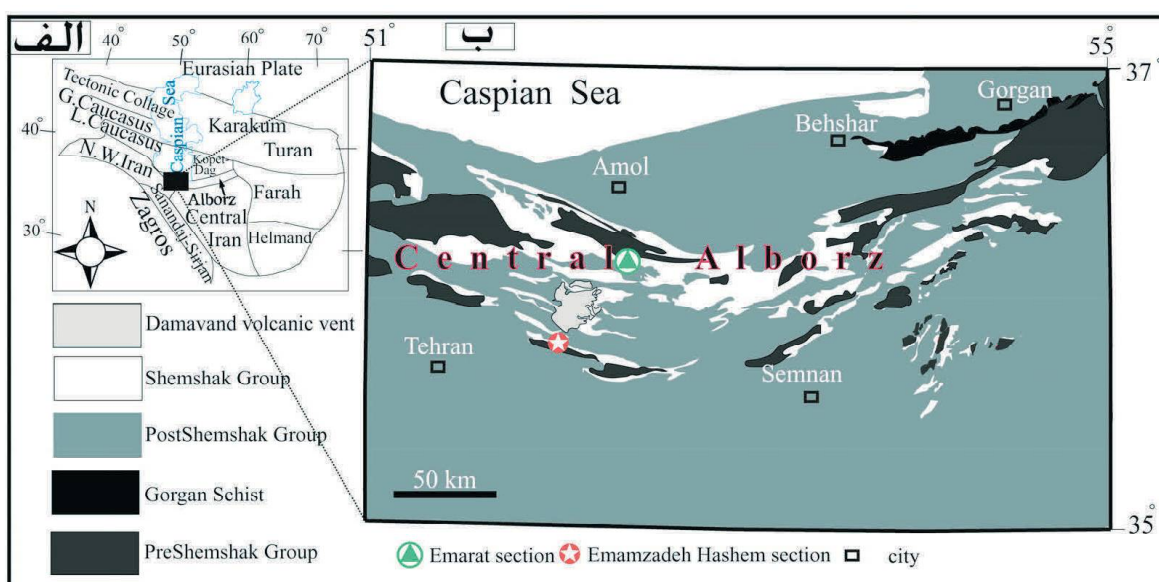 الف
ب
40°
50°
60°
70°
51°
55°
Eurasian Plate
Tectonic Collage
G.Caucasus
L.Caucasus
Caspian Sea
Karakum
Turan
40°
N.W.Iran
Kopet-
Dag
Alborz
Farah
Sanandaj-Sirjan
Central
Iran
Zagros
Helmand
N
30°
Caspian Sea
37°
Gorgan
Behshar
Amol
Central Alborz
Tehran
Semnan
50 km
35°
Damavand volcanic vent
Shemshak Group
PostShemshak Group
Gorgan Schist
PreShemshak Group
Emarat section
Emamzadeh Hashem section
city